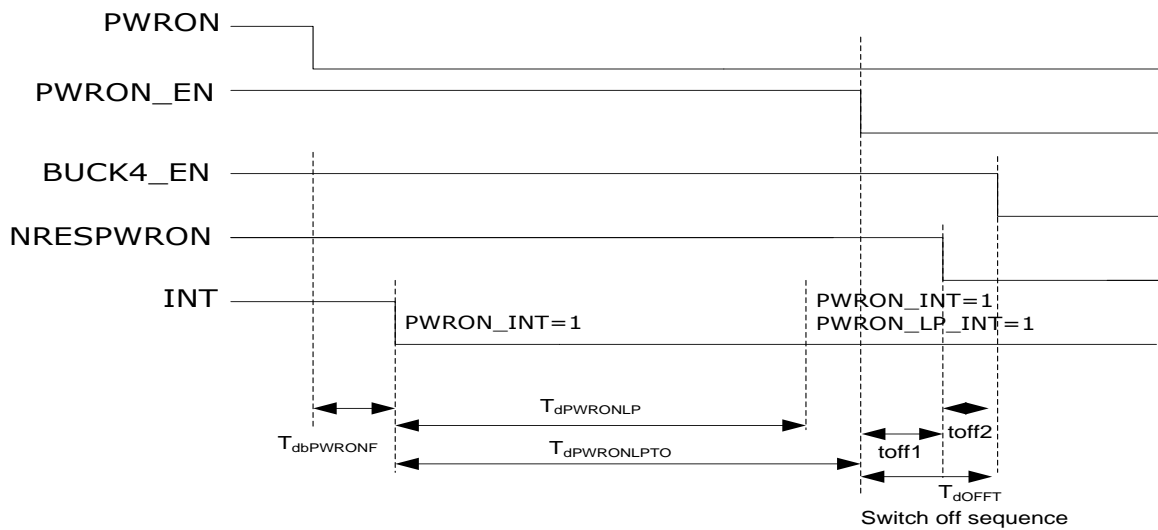 PWRON
PWRON_EN
BUCK4_EN
NRESPWRON
INT
PWRON_INT=1
PWRON_INT=1
PWRON_LP_INT=1
TdbPWRONF
TdPWRONLP
TdPWRONLPTO
toff1
toff2
TdOFFT
Switch off sequence